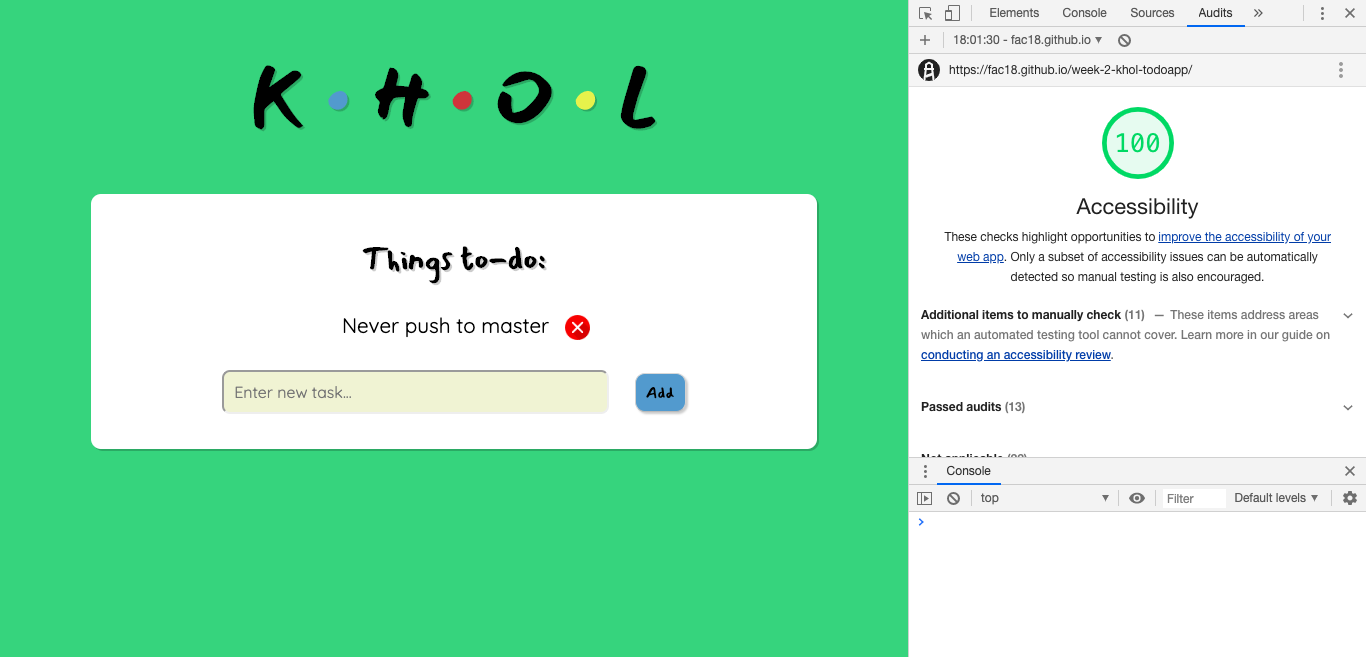 K • H • O • L
Things to-do:
Never push to master
Enter new task...
Add
Elements Console Sources Audits »
18:01:30 - fac18.github.io ▼
https://fac18.github.io/week-2-khol-todoapp/
100
Accessibility
These checks highlight opportunities to improve the accessibility of your
web app. Only a subset of accessibility issues can be automatically
detected so manual testing is also encouraged.
Additional items to manually check (11) — These items address areas
which an automated testing tool cannot cover. Learn more in our guide on
conducting an accessibility review.
Passed audits (13)
Not applicable
Console
top ▼ Filter Default levels ▼